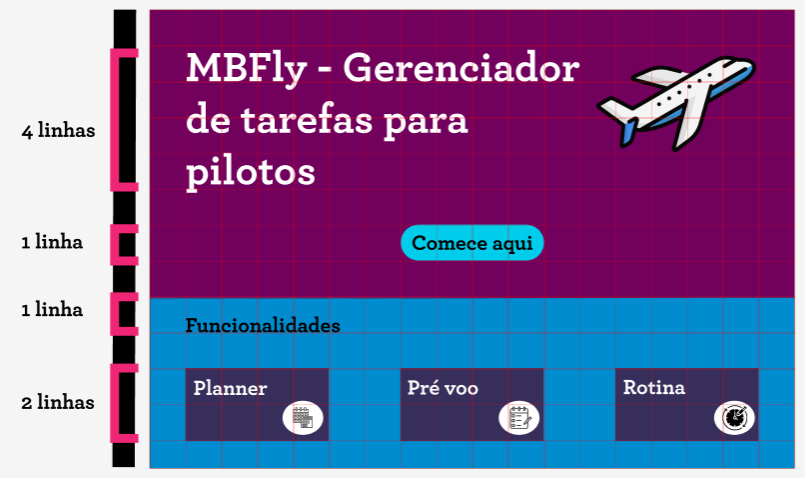 MBFly - Gerenciador
de tarefas para
pilotos
4 linhas
1 linha
Comece aqui
1 linha
Funcionalidades
2 linhas
Planner
Pré voo
Rotina